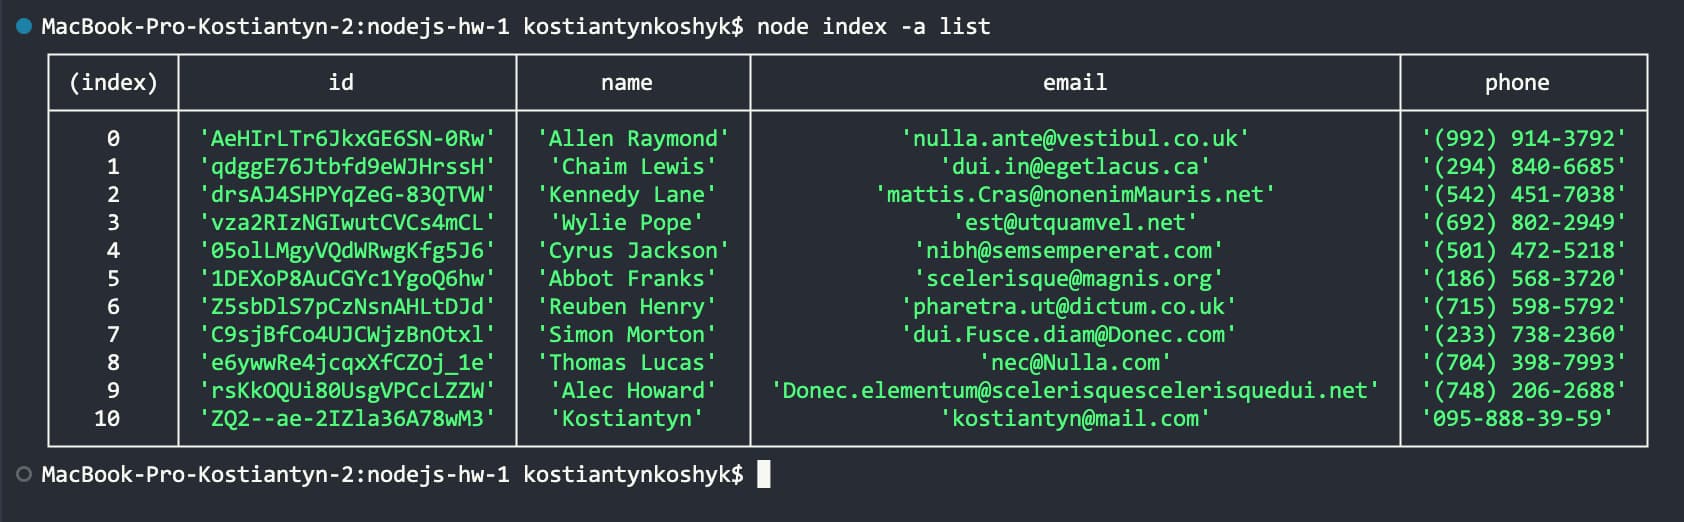 MacBook-Pro-Kostiantyn-2:nodejs-hw-1 kostiantynkoshyk$ node index -a list
(index) id name email phone
0 'AeHIrLTr6JkxGE6SN-0Rw' 'Allen Raymond' 'nulla.ante@vestibul.co.uk' '(992) 914-3792'
1 'qdggE76Jtbfd9eWJHrssH' 'Chaim Lewis' 'dui.in@egetlacus.ca' '(294) 840-6685'
2 'drsAJ4SHPYqZeG-83QTVW' 'Kennedy Lane' 'mattis.Cras@nonenimMauris.net' '(542) 451-7038'
3 'vza2RIzNGIwutCVCs4mCL' 'Wylie Pope' 'est@utquamvel.net' '(692) 802-2949'
4 '05olLMgyVQdWRwgKfg5J6' 'Cyrus Jackson' 'nibh@semsempererat.com' '(501) 472-5218'
5 '1DEXoP8AuCGYc1YgoQ6hw' 'Abbot Franks' 'scelerisque@magnis.org' '(186) 568-3720'
6 'Z5sbDlS7pCzNsnAHLtDJd' 'Reuben Henry' 'pharetra.ut@dictum.co.uk' '(715) 598-5792'
7 'C9sjBfCo4UJCWjzBnOtxl' 'Simon Morton' 'dui.Fusce.diam@Donec.com' '(233) 738-2360'
8 'e6ywwRe4jcqxXfCZOj_1e' 'Thomas Lucas' 'nec@Nulla.com' '(704) 398-7993'
9 'rsKkOQUi80UsgVPCcLZZW' 'Alec Howard' 'Donec.elementum@scelerisquescelerisquedui.net' '(748) 206-2688'
10 'ZQ2--ae-2IZla36A78wM3' 'Kostiantyn' 'kostiantyn@mail.com' '095-888-39-59'
MacBook-Pro-Kostiantyn-2:nodejs-hw-1 kostiantynkoshyk$